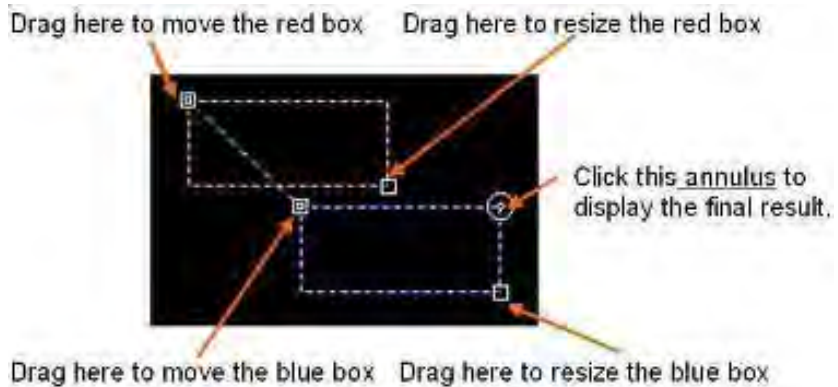 Drag here to move the red box
Drag here to resize the red box
Click this annulus to
display the final result.
Drag here to move the blue box
Drag here to resize the blue box